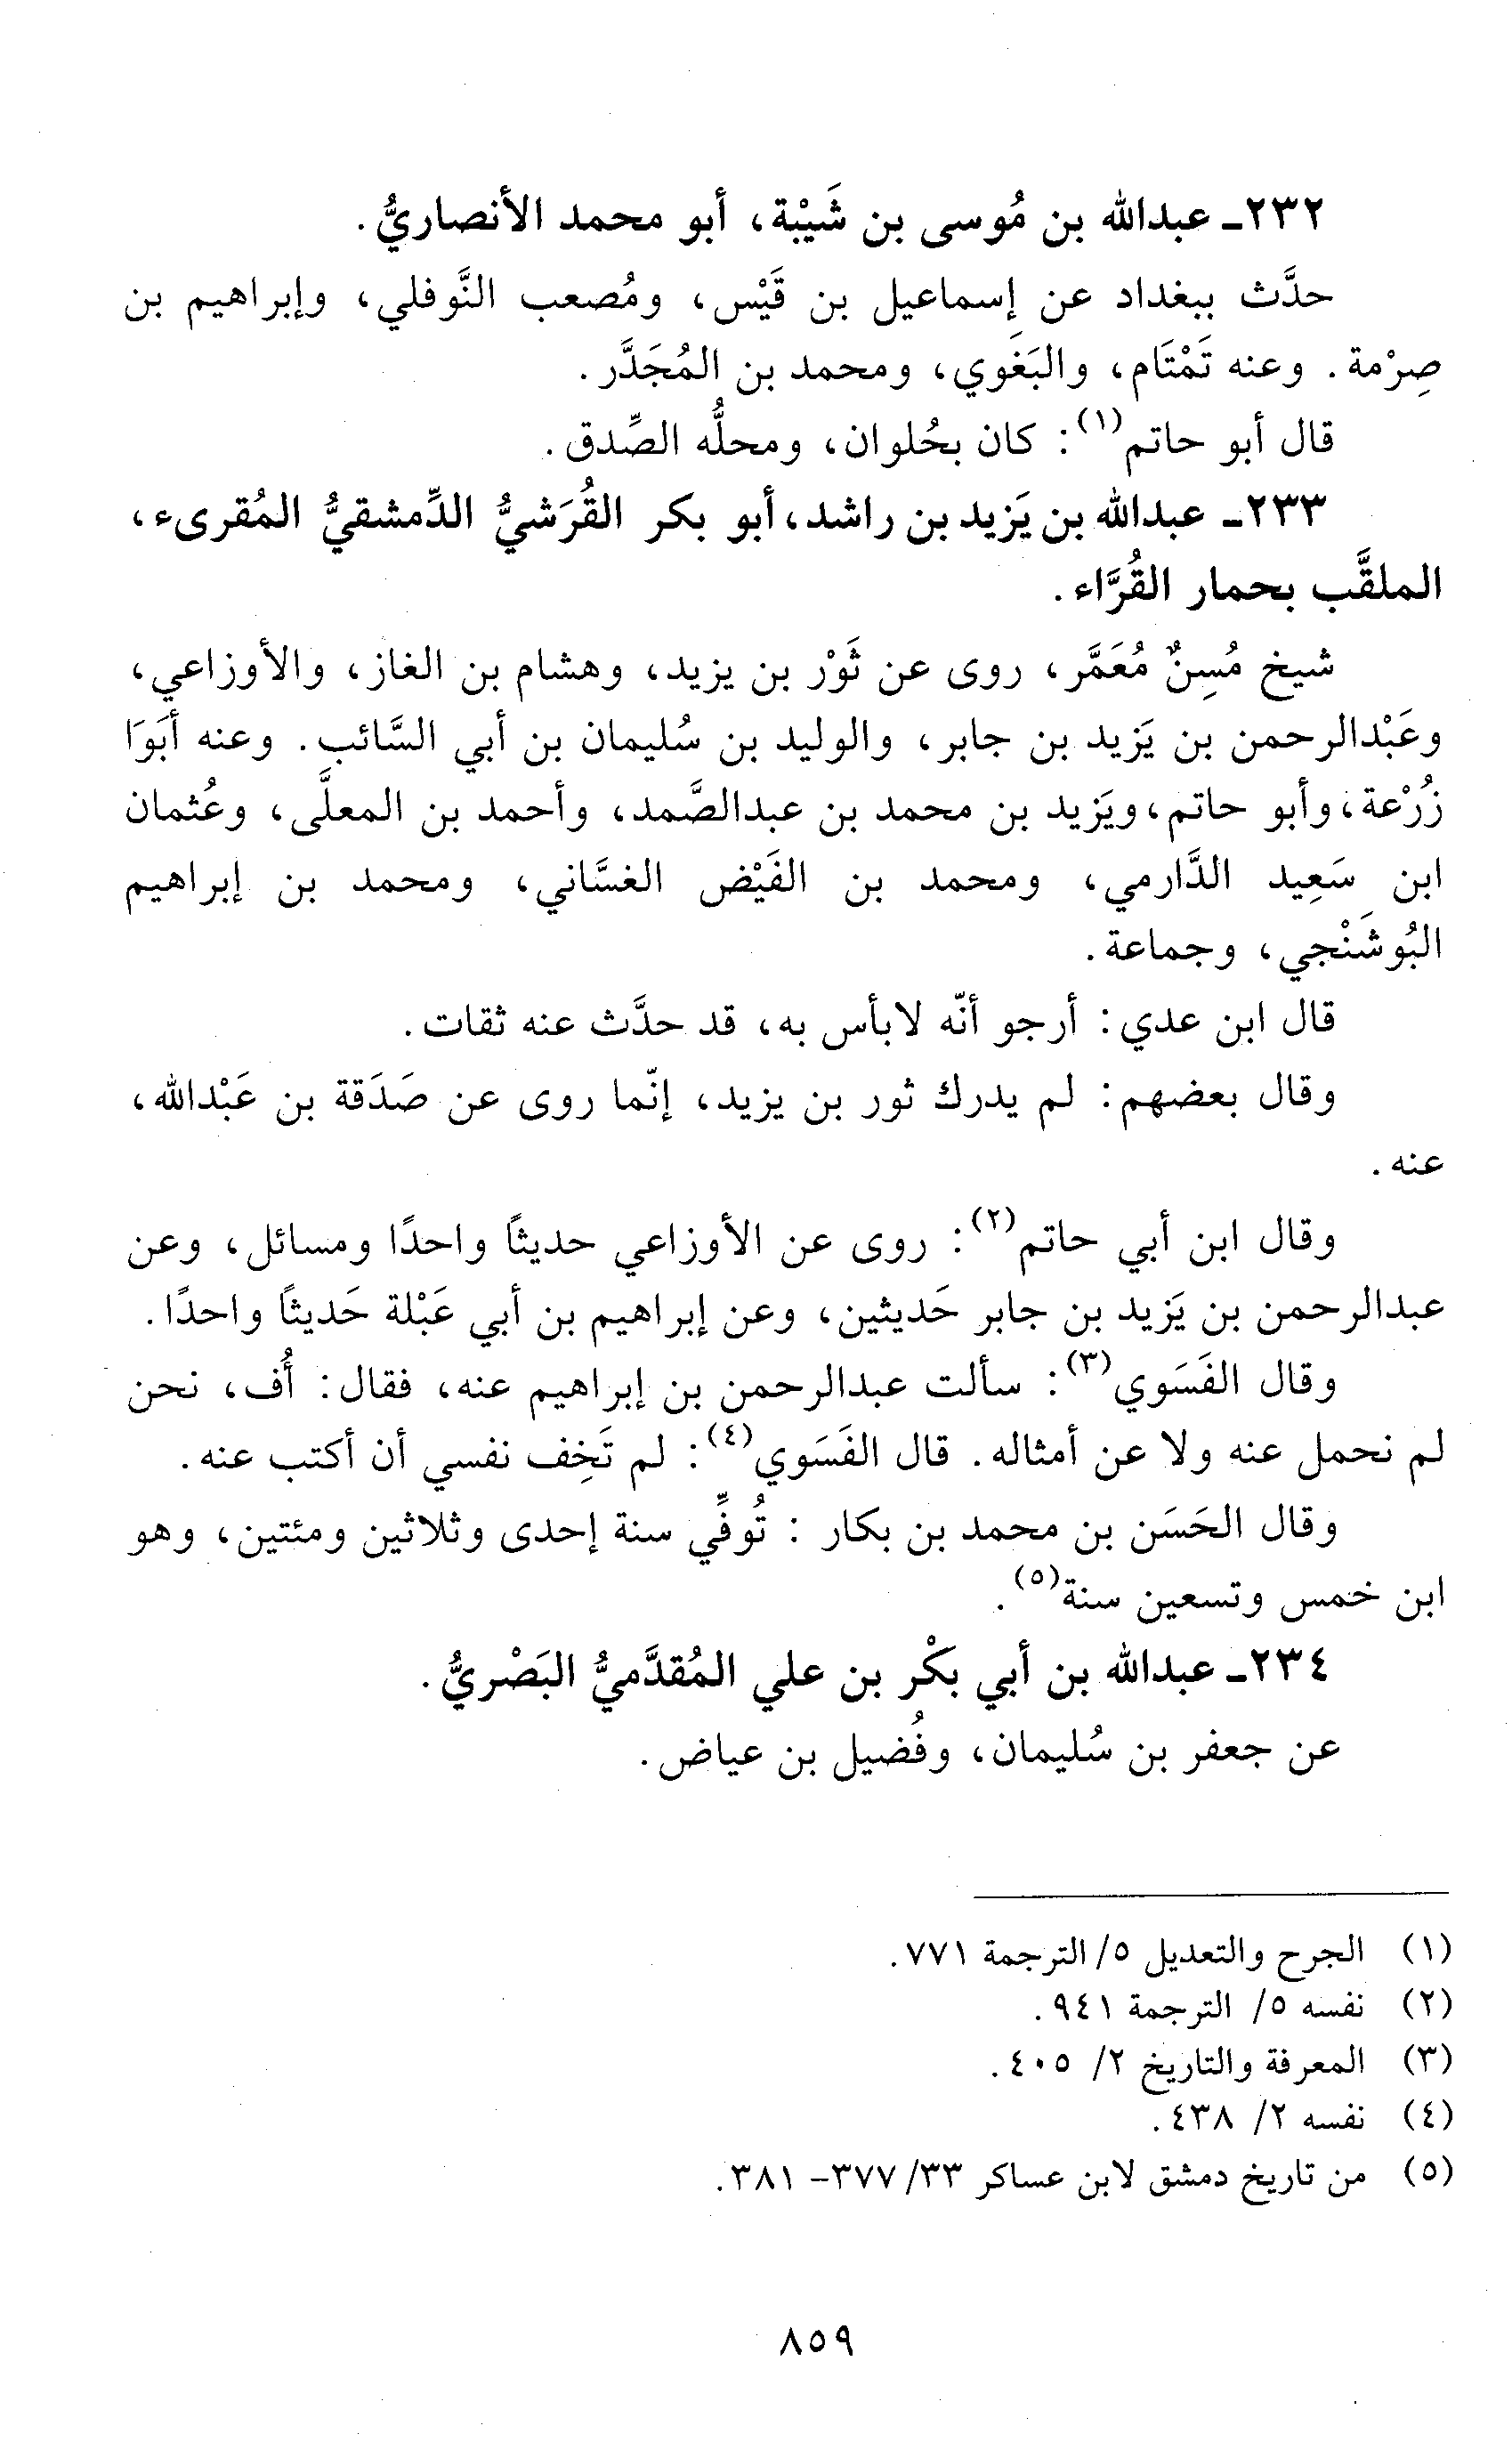 ٢٣٢ـ عبدالله بن مُوسى بن شَيْبة، أبو محمد الأنصاريُّ.
حدَّث ببغداد عن إسماعيل بن قَيْس، ومُصعب النَّوفلي، وإبراهيم بن
صِرْمة. وعنه تَمْتَام، والبَغَوي، ومحمد بن المُجَدَّر.
قال أبو حاتم(١): كان بحُلوان، ومحلُّه الصِّدق.
٢٣٣ـ عبدالله بن يَزيد بن راشد، أبو بكر القُرَشيُّ الدِّمشقيُّ المُقرىء،
الملقَّب بحمار القُرَّاء.
شيخ مُسِنٌ مُعَمَّر، روى عن ثَوْر بن يزيد، وهشام بن الغاز، والأوزاعي،
وعَبْدالرحمن بن يَزيد بن جابر، والوليد بن سُليمان بن أبي السَّائب. وعنه أبَوَا
زُرْعة، وأبو حاتم، ويَزيد بن محمد بن عبدالصَّمد، وأحمد بن المعلَّى، وعُثمان
ابن سَعِيد الدَّارمي، ومحمد بن الفَيْض الغسَّاني، ومحمد بن إبراهيم
البُوشَنْجي، وجماعة.
قال ابن عدي: أرجو أنّه لابأس به، قد حدَّث عنه ثقات.
وقال بعضهم: لم يدرك ثور بن يزيد، إنّما روى عن صَدَقة بن عَبْدالله،
عنه.
وقال ابن أبي حاتم(٢): روى عن الأوزاعي حديثًا واحدًا ومسائل، وعن
عبدالرحمن بن يَزيد بن جابر حَديثين، وعن إبراهيم بن أبي عَبْلة حَديثًا واحدًا.
وقال الفَسَوي(٣): سألت عبدالرحمن بن إبراهيم عنه، فقال: أُف، نحن
لم نحمل عنه ولا عن أمثاله. قال الفَسَوي(٤): لم تَخِف نفسي أن أكتب عنه.
وقال الحَسَن بن محمد بن بكار: تُوفِّي سنة إحدى وثلاثين ومئتين، وهو
ابن خمس وتسعين سنة(٥).
٢٣٤ـ عبدالله بن أبي بكْر بن علي المُقدَّميُّ البَصْريُّ.
عن جعفر بن سُليمان، وفُضيل بن عياض.
(١) الجرح والتعديل ٥/ الترجمة ٧٧١.
(٢) نفسه ٥/ الترجمة ٩٤١.
(٣) المعرفة والتاريخ ٢/ ٤٠٥.
(٤) نفسه ٢/ ٤٣٨.
(٥) من تاريخ دمشق لابن عساكر ٣٣/ ٣٧٧- ٣٨١.
٨٥٩